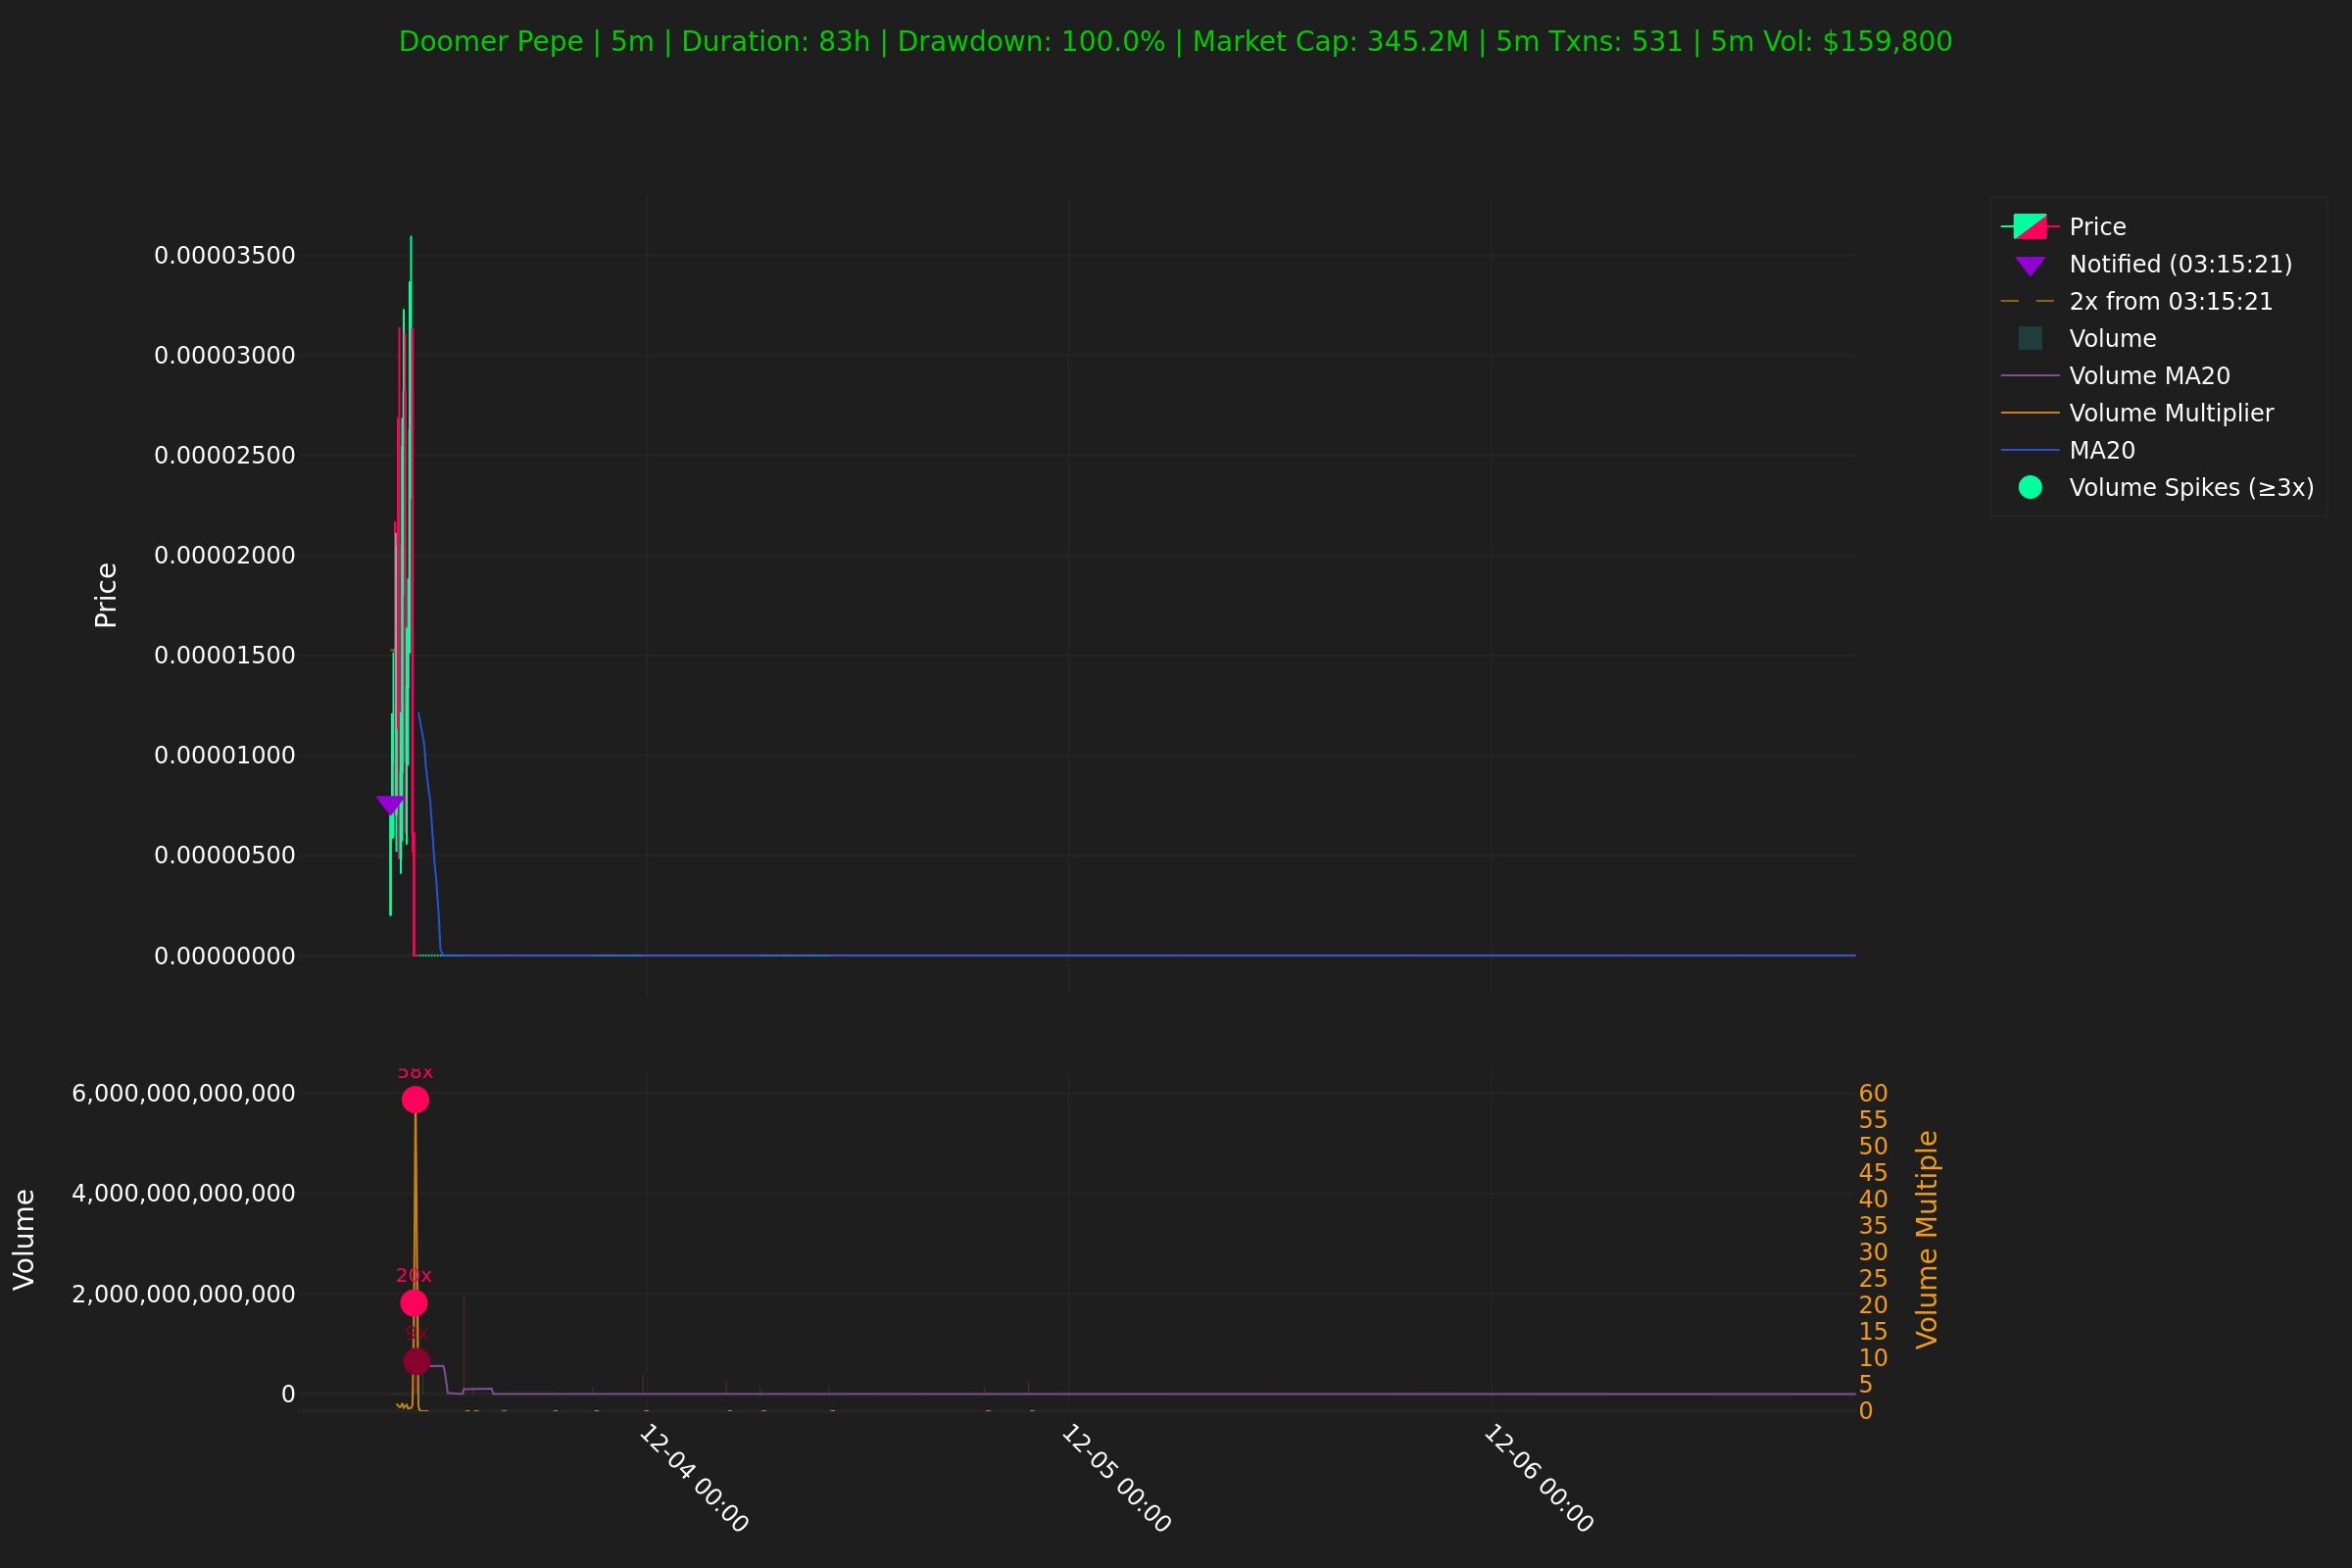 Doomer Pepe | 5m | Duration: 83h | Drawdown: 100.0% | Market Cap: 345.2M | 5m Txns: 531 | 5m Vol: $159,800
Price
0.00003500
0.00003000
0.00002500
0.00002000
0.00001500
0.00001000
0.00000500
0.00000000
Price
Notified (03:15:21)
2x from 03:15:21
Volume
Volume MA20
Volume Multiplier
MA20
Volume Spikes (≥3x)
Volume
6,000,000,000,000
4,000,000,000,000
2,000,000,000,000
0
58x
20x
9x
60
55
50
45
40
35
30
25
20
15
10
5
0
Volume Multiple
12-04 00:00
12-05 00:00
12-06 00:00